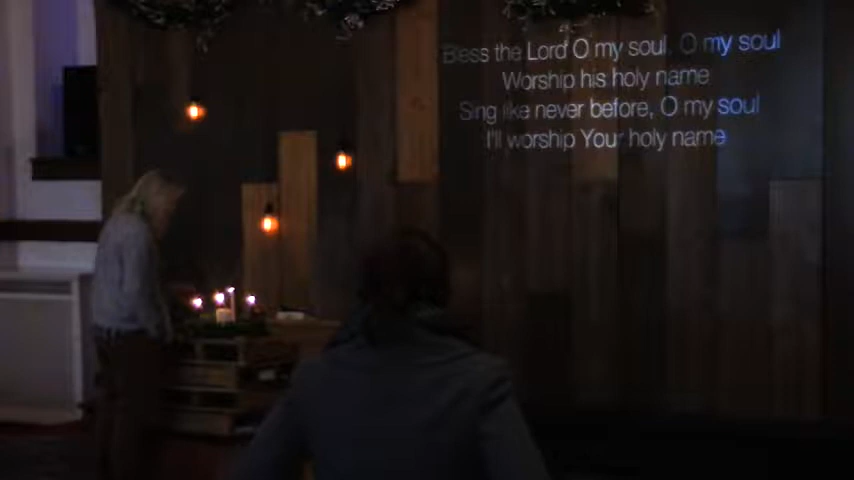 Bless the Lord O my soul, O my soul
Worship his holy name
Sing like never before, O my soul
I'll worship Your holy name